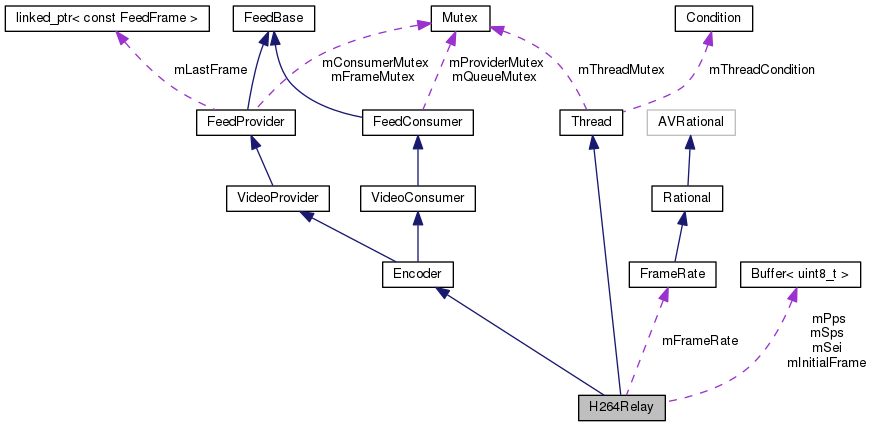 linked_ptr< const FeedFrame >
FeedBase
Mutex
Condition
mLastFrame
mConsumerMutex
mFrameMutex
mProviderMutex
mQueueMutex
mThreadMutex
mThreadCondition
FeedProvider
FeedConsumer
Thread
AVRational
VideoProvider
VideoConsumer
Rational
Encoder
FrameRate
Buffer< uint8_t >
mFrameRate
mPps
mSps
mSei
mInitialFrame
H264Relay